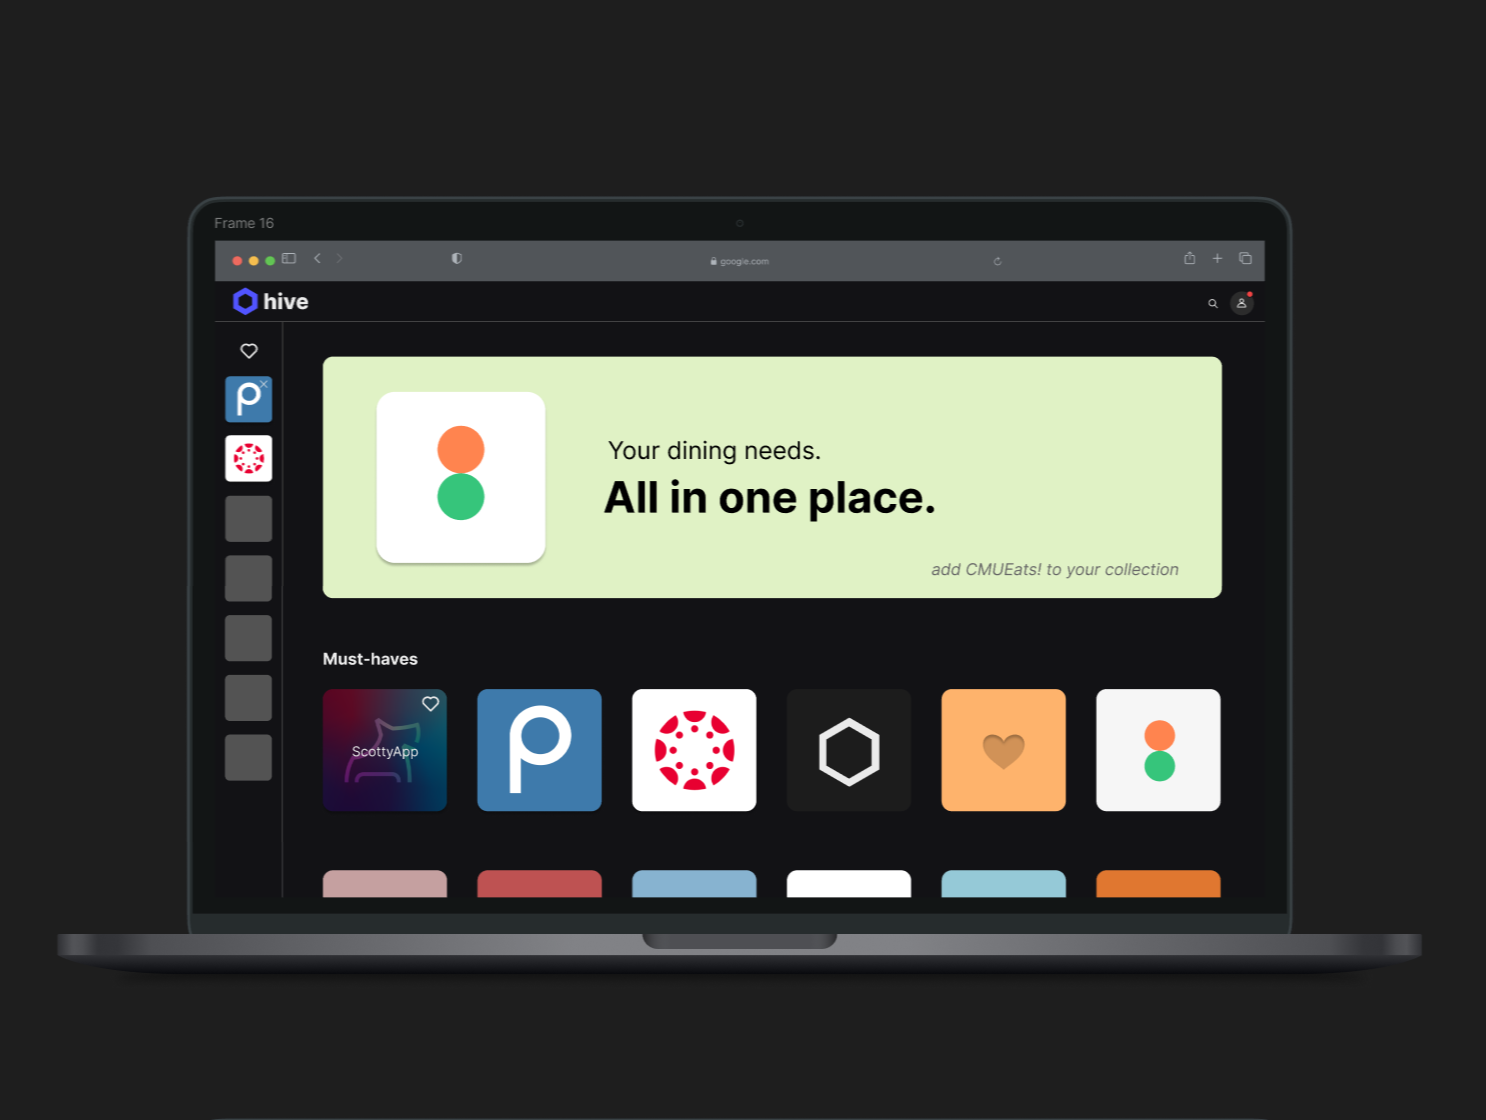 Frame 16
google.com
hive
Your dining needs.
All in one place.
add CMUEats! to your collection
Must-haves
ScottyApp